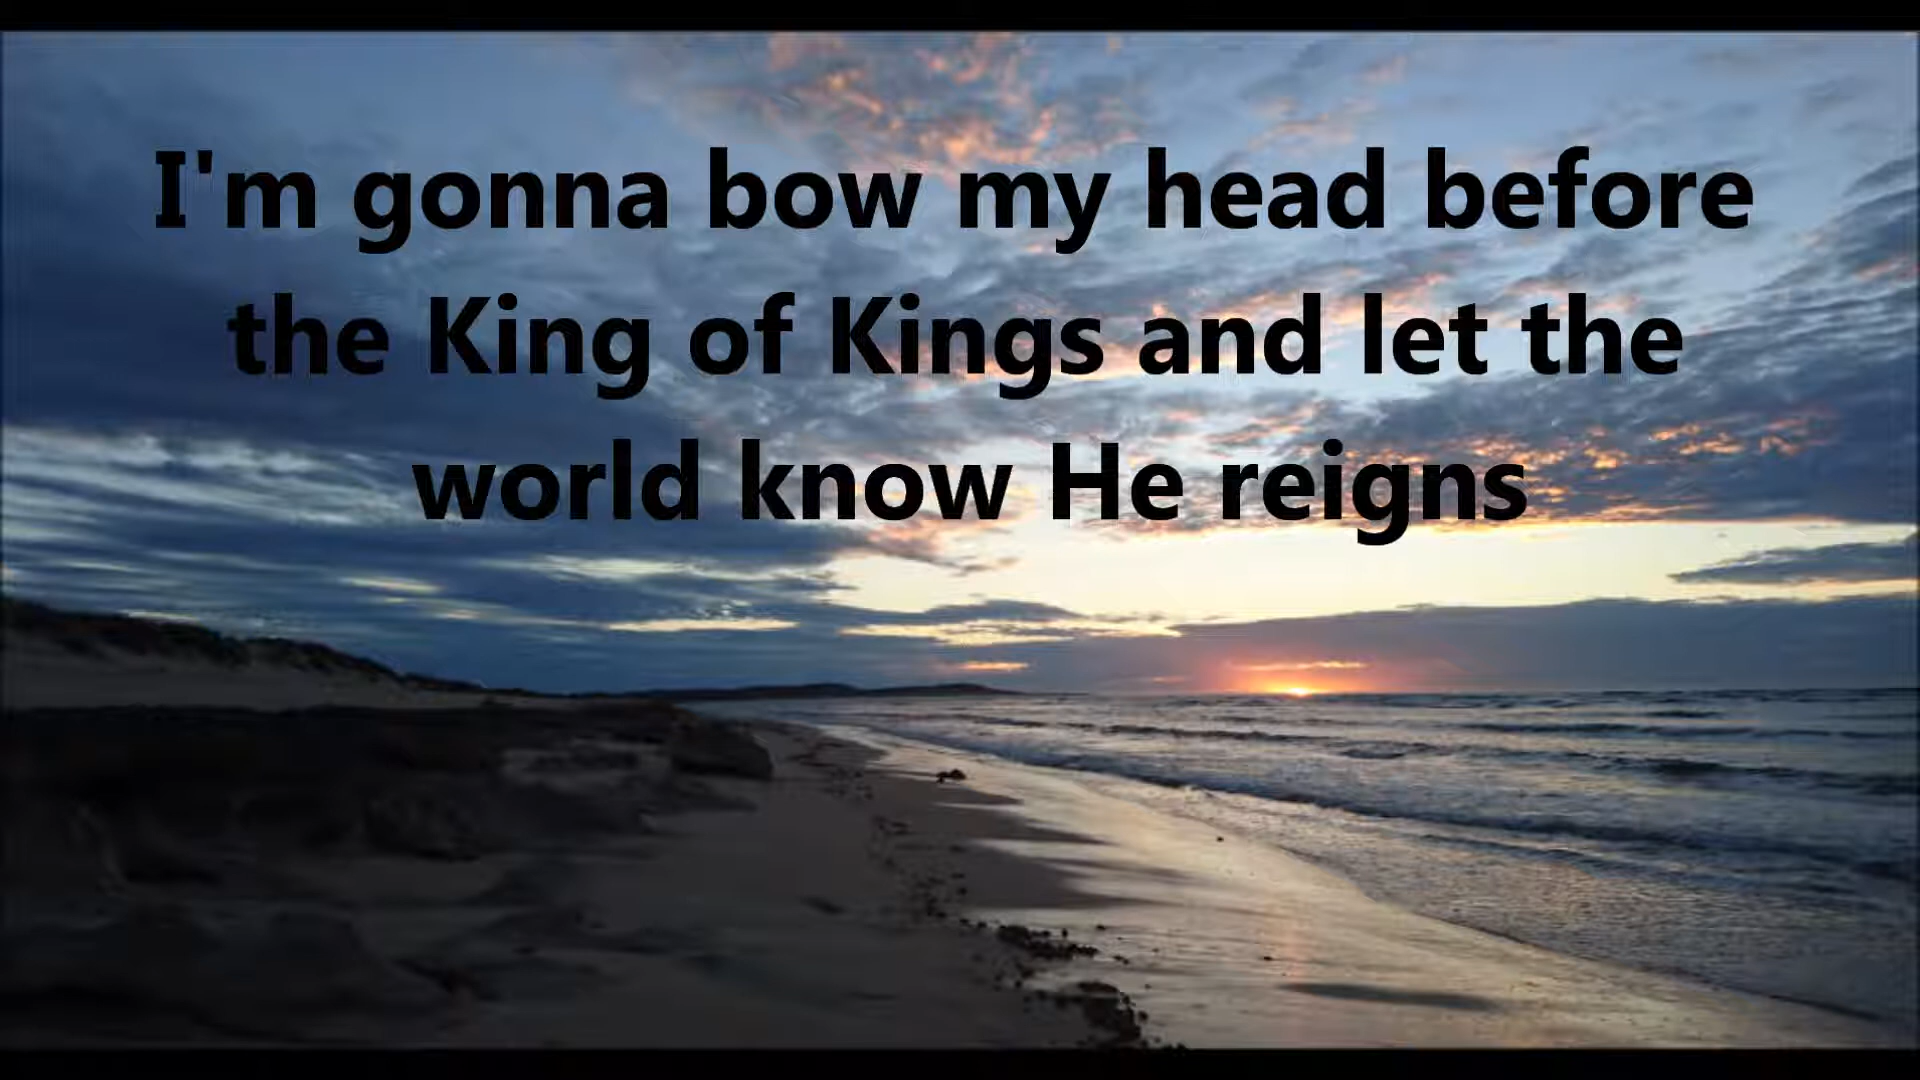 I'm gonna bow my head before
the King of Kings and let the
world know He reigns